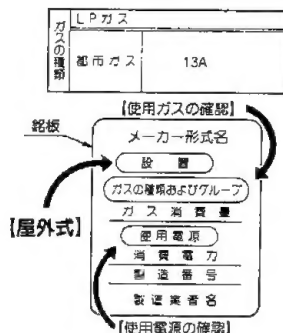 ガスの種類
LPガス
都市ガス 13A
【使用ガスの確認】
銘板
メーカー形式名
設置
ガスの種類およびグループ
ガス消費量
【屋外式】
使用電源
消費電力
製造番号
製造業者名
【使用電源の確認】